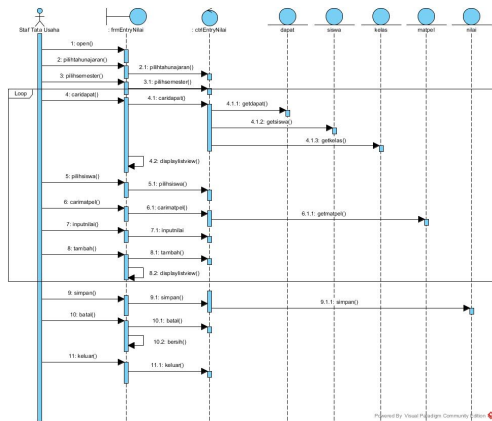 Staf Tata Usaha
: frmEntryNilai
: ctrlEntryNilai
dapat
siswa
kelas
matpel
nilai
1: open()
2: pilihtahunajaran()
2.1: pilihtahunajaran()
3: pilihsemester()
3.1: pilihsemester()
Loop
4: caridapat()
4.1: caridapat()
4.1.1: getdapat()
4.1.2: getsiswa()
4.1.3: getkelas()
4.2: displaylistview()
5: pilihsiswa()
5.1: pilihsiswa()
6: carimatpel()
6.1: carimatpel()
6.1.1: getmatpel()
7: inputnilai()
7.1: inputnilai
8: tambah()
8.1: tambah()
8.2: displaylistview()
9: simpan()
9.1: simpan()
9.1.1: simpan()
10: batal()
10.1: batal()
10.2: bersih()
11: keluar()
11.1: keluar()
Powered By Visual Paradigm Community Edition